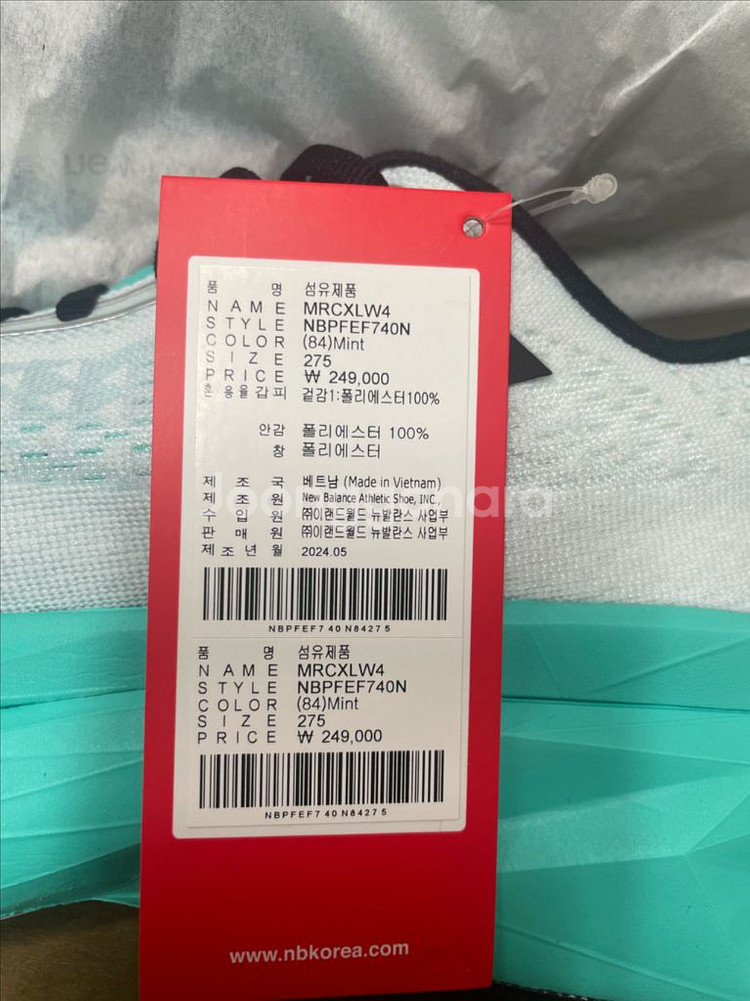 품 명 섬유제품
NAME MRCXLW4
STYLE NBPFEF740N
COLOR (84)Mint
SIZE 275
PRICE ₩ 249,000
혼용율갑피 겉감1:폴리에스터100%
안감 폴리에스터 100%
창 폴리에스터
제조국 베트남 (Made in Vietnam)
제조원 New Balance Athletic Shoe, INC.,
수입원 ㈜이랜드월드 뉴발란스 사업부
판매원 ㈜이랜드월드 뉴발란스 사업부
제조년월 2024.05
NBPFEF740N84275
품 명 섬유제품
NAME MRCXLW4
STYLE NBPFEF740N
COLOR (84)Mint
SIZE 275
PRICE ₩ 249,000
NBPFEF740N84275
www.nbkorea.com